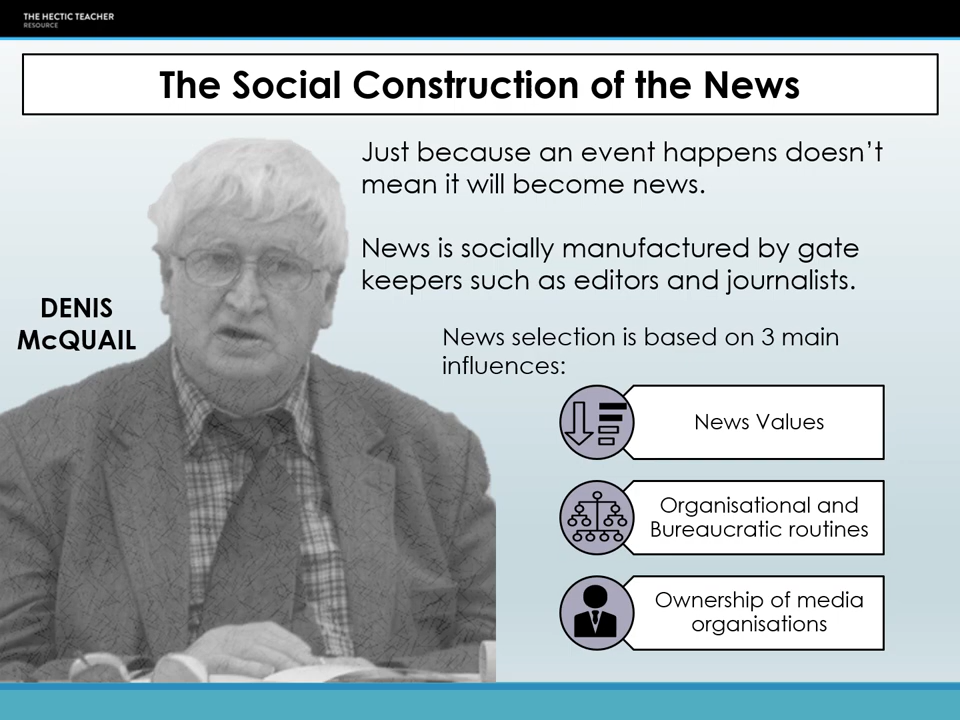 THE HECTIC TEACHER
RESOURCE
The Social Construction of the News
Just because an event happens doesn't
mean it will become news.
News is socially manufactured by gate
keepers such as editors and journalists.
DENIS
McQUAIL
News selection is based on 3 main
influences:
News Values
Organisational and
Bureaucratic routines
Ownership of media
organisations